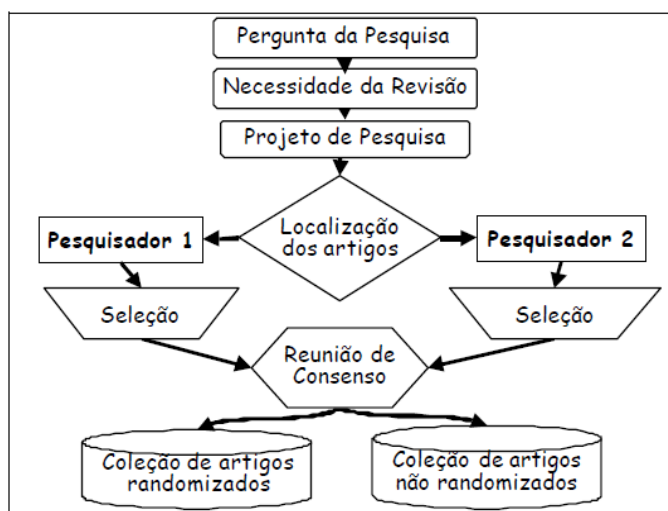 Pergunta da Pesquisa
Necessidade da Revisão
Projeto de Pesquisa
Localização
dos artigos
Pesquisador 1
Pesquisador 2
Seleção
Seleção
Reunião de
Consenso
Coleção de artigos
randomizados
Coleção de artigos
não randomizados